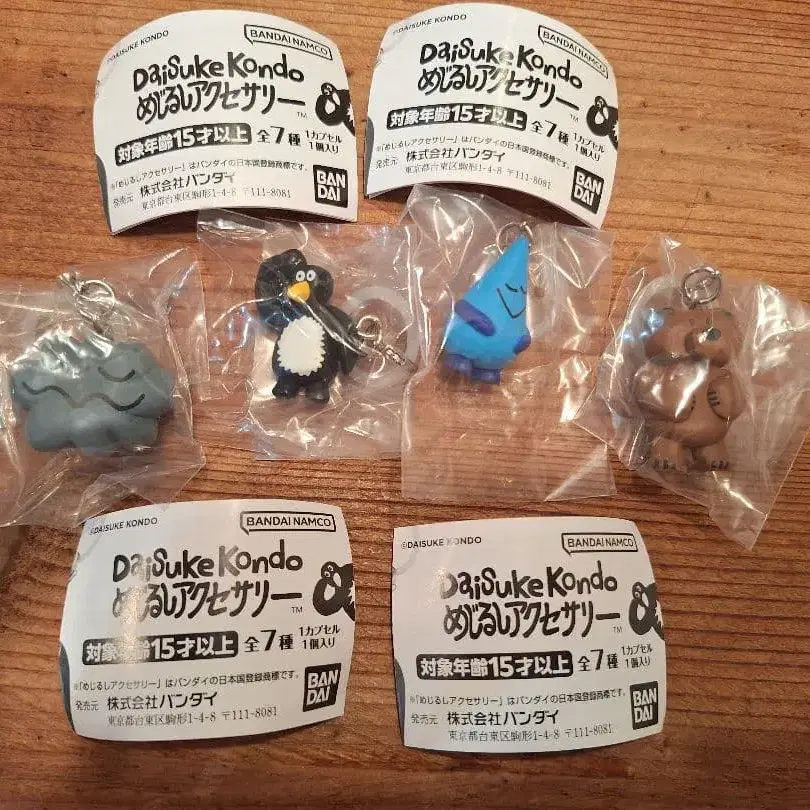 ©DAISUKE KONDO
BANDAI NAMCO
Daisuke Kondo
めじるしアクセサリー™
対象年齢15才以上 全7種 1カプセル1個入り
※「めじるしアクセサリー」はバンダイの日本国登録商標です。
発売元 株式会社バンダイ
東京都台東区駒形1-4-8 〒111-8081
BANDAI
©DAISUKE KONDO
BANDAI NAMCO
Daisuke Kondo
めじるしアクセサリー™
対象年齢15才以上 全7種 1カプセル1個入り
※「めじるしアクセサリー」はバンダイの日本国登録商標です。
発売元 株式会社バンダイ
東京都台東区駒形1-4-8 〒111-8081
BANDAI
©DAISUKE KONDO
BANDAI NAMCO
Daisuke Kondo
めじるしアクセサリー™
対象年齢15才以上 全7種 1カプセル1個入り
※「めじるしアクセサリー」はバンダイの日本国登録商標です。
発売元 株式会社バンダイ
東京都台東区駒形1-4-8 〒111-8081
BANDAI
©DAISUKE KONDO
BANDAI NAMCO
Daisuke Kondo
めじるしアクセサリー™
対象年齢15才以上 全7種 1カプセル1個入り
※「めじるしアクセサリー」はバンダイの日本国登録商標です。
発売元 株式会社バンダイ
東京都台東区駒形1-4-8 〒111-8081
BANDAI